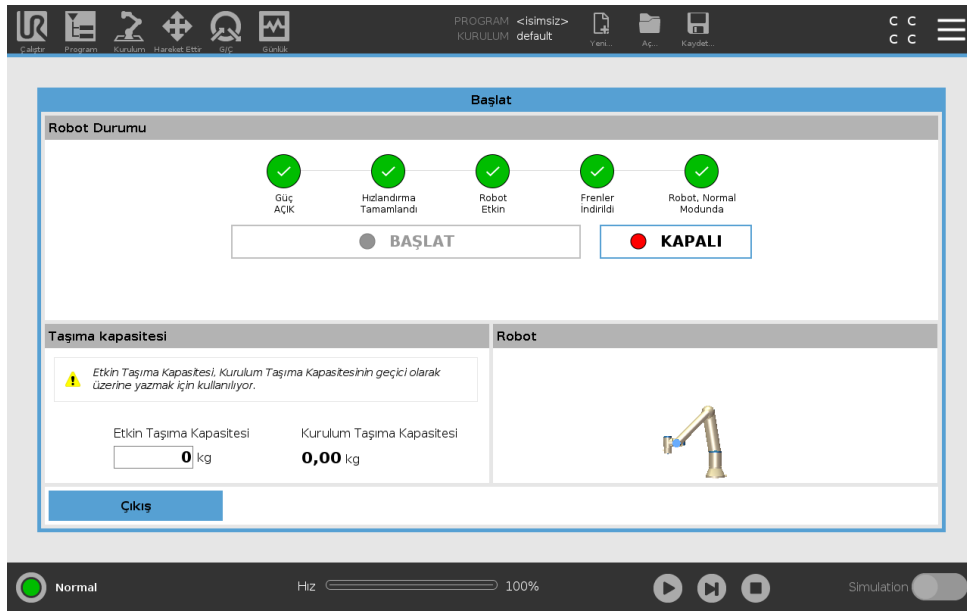 UR
PROGRAM <isimsiz>
KURULUM default
C C
C C
Çalıştır Program Kurulum Hareket Ettir G/Ç Günlük Yeni... Aç... Kaydet...
Başlat
Robot Durumu
Güç
AÇIK
Hızlandırma
Tamamlandı
Robot
Etkin
Frenler
İndirildi
Robot, Normal
Modunda
BAŞLAT
KAPALI
Taşıma kapasitesi
Etkin Taşıma Kapasitesi, Kurulum Taşıma Kapasitesinin geçici olarak
üzerine yazmak için kullanılıyor.
Etkin Taşıma Kapasitesi
0 kg
Kurulum Taşıma Kapasitesi
0,00 kg
Robot
Çıkış
Normal
Hız 100%
Simulation